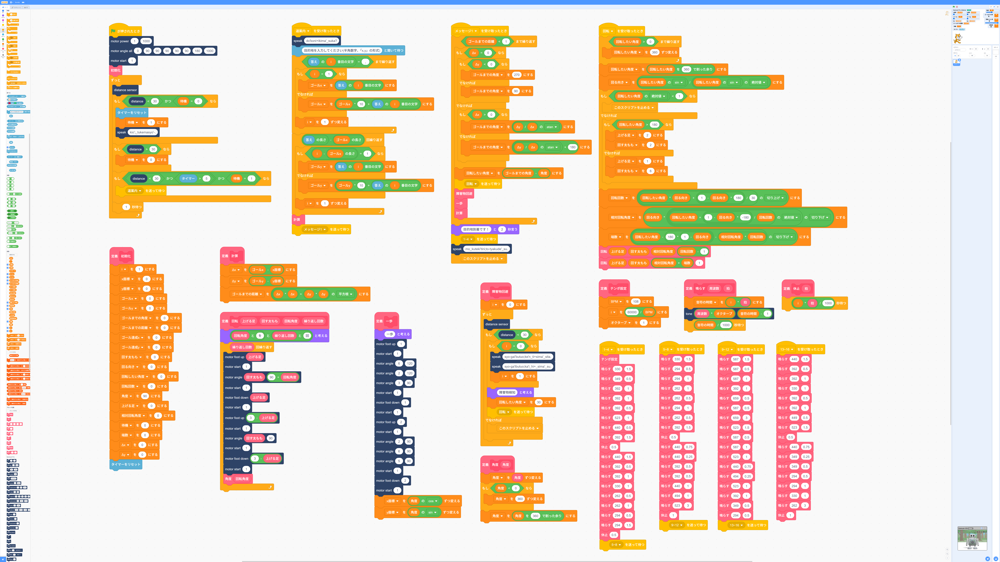 が押されたとき
motor power 1 1000
motor angle all 0 90 90 90 90 90 180 1000
motor start 1
初期化
ずっと
distance sensor
もし distance < 30 かつ 待機 = 0 なら
タイマーをリセット
待機 を 1 にする
speak kio';_tukemasyo'-.
もし distance > 30 なら
待機 を 0 にする
もし distance < 30 かつ タイマー > 5 かつ 待機 = 1 なら
道案内 を送って待つ
1 秒待つ
道案内 を受け取ったとき
speak do'koni+ikima'_suka?
目的地を入力してください(半角数字、「x,y」の形式) と聞いて待つ
答え の i 番目の文字 = , まで繰り返す
もし i = 1 なら
ゴールx を 答え の i 番目の文字 にする
でなければ
ゴールx を ゴールx * 10 + 答え の i 番目の文字 にする
i を 1 ずつ変える
答え の長さ - ゴールx の長さ 回繰り返す
もし i - ゴールx の長さ = 1 なら
ゴールy を 答え の i 番目の文字 にする
でなければ
ゴールy を ゴールy * 10 + 答え の i 番目の文字 にする
i を 1 ずつ変える
計算
メッセージ1 を送って待つ
メッセージ1 を受け取ったとき
ゴールまでの距離 < 1 まで繰り返す
もし Δx = 0 なら
もし Δy < 0 なら
ゴールまでの角度 を 270 にする
でなければ
ゴールまでの角度 を 90 にする
でなければ
もし Δx > 0 なら
ゴールまでの角度 を Δy / Δx の atan にする
でなければ
ゴールまでの角度 を Δy / Δx の atan + 180 にする
回転したい角度 を ゴールまでの角度 - 角度 にする
回転 を送って待つ
障害物回避
一歩
計算
目的地到着です！ と 2 秒言う
1~4 を送って待つ
speak mo_kuteki'tini;to-tyakude'_su.
このスクリプトを止める
回転 を受け取ったとき
回転したい角度 > 0 まで繰り返す
回転したい角度 を 360 ずつ変える
回転したい角度 を 回転したい角度 を 360 で割った余り にする
回る向き を 回転したい角度 の sin / 回転したい角度 の sin の 絶対値 にする
もし 回転したい角度 の 絶対値 < 1 なら
このスクリプトを止める
でなければ
もし 回転したい角度 > 180 なら
上げる足 を 2 にする
回す太もも を 2 にする
でなければ
上げる足 を 1 にする
回す太もも を 6 にする
回転回数 を 回転したい角度 * 回る向き + 1 - 回る向き * 180 / 30 の 切り上げ にする
相対回転角度 を 回る向き * 回転したい角度 + 1 - 回る向き * -180 / 回転回数 の 絶対値 の 切り下げ にする
端数 を 回転したい角度 - 180 * 1 - 回る向き - 相対回転角度 * 回転回数 の 切り下げ にする
回転 上げる足 回す太もも 相対回転角度 回転回数 - 1
回転 上げる足 回す太もも 相対回転角度 + 端数 1
定義 初期化
i を 1 にする
x座標 を 0 にする
y座標 を 0 にする
ゴールx を 0 にする
ゴールy を 0 にする
ゴールまでの角度 を 0 にする
ゴールまでの距離 を 0 にする
ゴール達成x を 0 にする
ゴール達成y を 0 にする
回す太もも を 0 にする
回る向き を 0 にする
回転したい角度 を 0 にする
回転回数 を 0 にする
角度 を 90 にする
上げる足 を 0 にする
相対回転角度 を 0 にする
待機 を 0 にする
端数 を 0 にする
Δx を 0 にする
Δy を 0 にする
タイマーをリセット
定義 計算
Δx を ゴールx - x座標 にする
Δy を ゴールy - y座標 にする
ゴールまでの距離 を Δx * Δx + Δy * Δy の 平方根 にする
定義 回転 上げる足 回す太もも 回転角度 繰り返し回数
回転角度 と を と 繰り返し回数 と 回 と考える
繰り返し回数 回繰り返す
motor foot up 上げる足
motor start 1
motor angle 回す太もも 90 + 回転角度
motor start 1
motor foot down 上げる足
motor start 1
motor foot up 3 - 上げる足
motor start 1
motor angle 回す太もも 90
motor start 1
motor foot down 3 - 上げる足
motor start 1
角度 回転角度
定義 一歩
一歩 と考える
motor foot up 1
motor start 1
motor angle 6 120
motor angle 2 120
motor angle 3 90
motor start 1
motor foot down 1
motor start 1
motor foot up 2
motor start 1
motor angle 2 90
motor angle 6 90
motor angle 5 90
motor start 1
motor foot down 2
motor start 1
x座標 を 角度 の cos ずつ変える
y座標 を 角度 の sin ずつ変える
定義 障害物回避
i を 0 にする
ずっと
distance sensor
もし distance < 30 なら
もし i = 0 なら
speak syo-gai'butuo;ke'n_ti+sima'_sita.
speak syo-ga'ibutuo;ka'i_hi+_sima'_su.
i を 1 にする
障害物検知 と考える
回転したい角度 を 30 にする
回転 を送って待つ
でなければ
このスクリプトを止める
定義 角度 角度
角度 を 角度 ずつ変える
もし 角度 < 0 なら
角度 を 360 ずつ変える
角度 を 角度 を 360 で割った余り にする
定義 テンポ設定
BPM を 108 にする
i を 60000 / BPM にする
オクターブ を 1 にする
定義 鳴らす 周波数 拍
音符の時間 を i * 拍 にする
tone 周波数 * オクターブ 音符の時間 - 1
音符の時間 / 1000 秒待つ
定義 休止 拍
i * 拍 / 1000 秒待つ
1~4 を受け取ったとき
テンポ設定
鳴らす 330 1.5
鳴らす 349 0.5
鳴らす 392 1
鳴らす 392 1
鳴らす 392 0.5
鳴らす 523 1
鳴らす 440 0.5
鳴らす 392 1.5
休止 0.5
鳴らす 440 1.5
鳴らす 392 0.5
鳴らす 392 1
鳴らす 330 1
鳴らす 262 0.5
鳴らす 262 1
鳴らす 294 0.5
鳴らす 294 1.5
休止 0.5
5~8 を送って待つ
5~8 を受け取ったとき
鳴らす 330 1.5
鳴らす 294 0.5
鳴らす 294 1
鳴らす 262 1
鳴らす 262 0.5
鳴らす 294 1
鳴らす 262 0.5
鳴らす 392 1.5
休止 0.5
鳴らす 440 0.75
鳴らす 440 0.25
鳴らす 392 0.5
鳴らす 392 0.5
鳴らす 440 1
鳴らす 494 1
鳴らす 523 3
休止 1
9~12 を送って待つ
9~12 を受け取ったとき
鳴らす 587 1.5
鳴らす 587 0.5
鳴らす 587 1
鳴らす 392 1
鳴らす 659 0.5
鳴らす 587 0.5
鳴らす 659 3
鳴らす 523 1.5
鳴らす 587 0.5
鳴らす 587 1
鳴らす 523 1
鳴らす 440 0.75
鳴らす 494 0.25
鳴らす 523 1
鳴らす 392 1
鳴らす 349 0.5
鳴らす 294 0.5
13~16 を送って待つ
13~16 を受け取ったとき
鳴らす 440 1.5
鳴らす 392 0.5
鳴らす 392 1
鳴らす 330 1
鳴らす 392 0.5
鳴らす 392 1
鳴らす 449 0.5
鳴らす 523 1.5
休止 0.5
鳴らす 440 0.75
鳴らす 349 0.25
鳴らす 349 0.5
鳴らす 294 0.5
鳴らす 294 1
鳴らす 330 1
鳴らす 262 3
休止 1